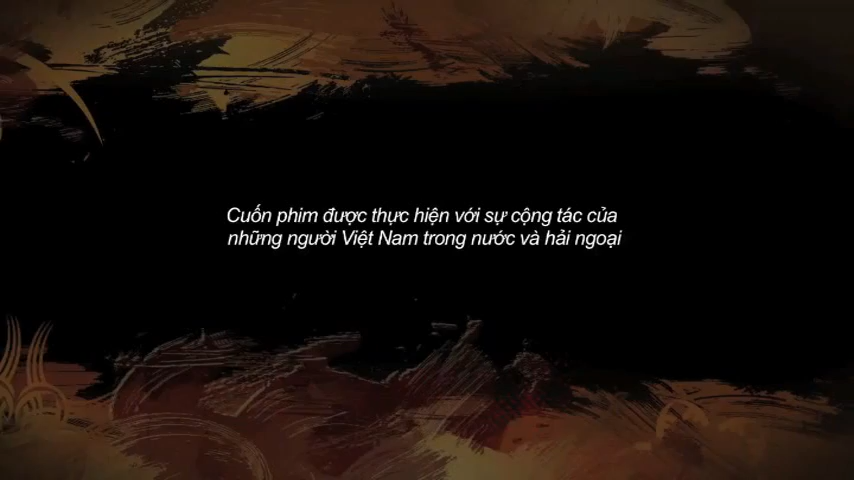 Cuốn phim được thực hiện với sự cộng tác của
những người Việt Nam trong nước và hải ngoại